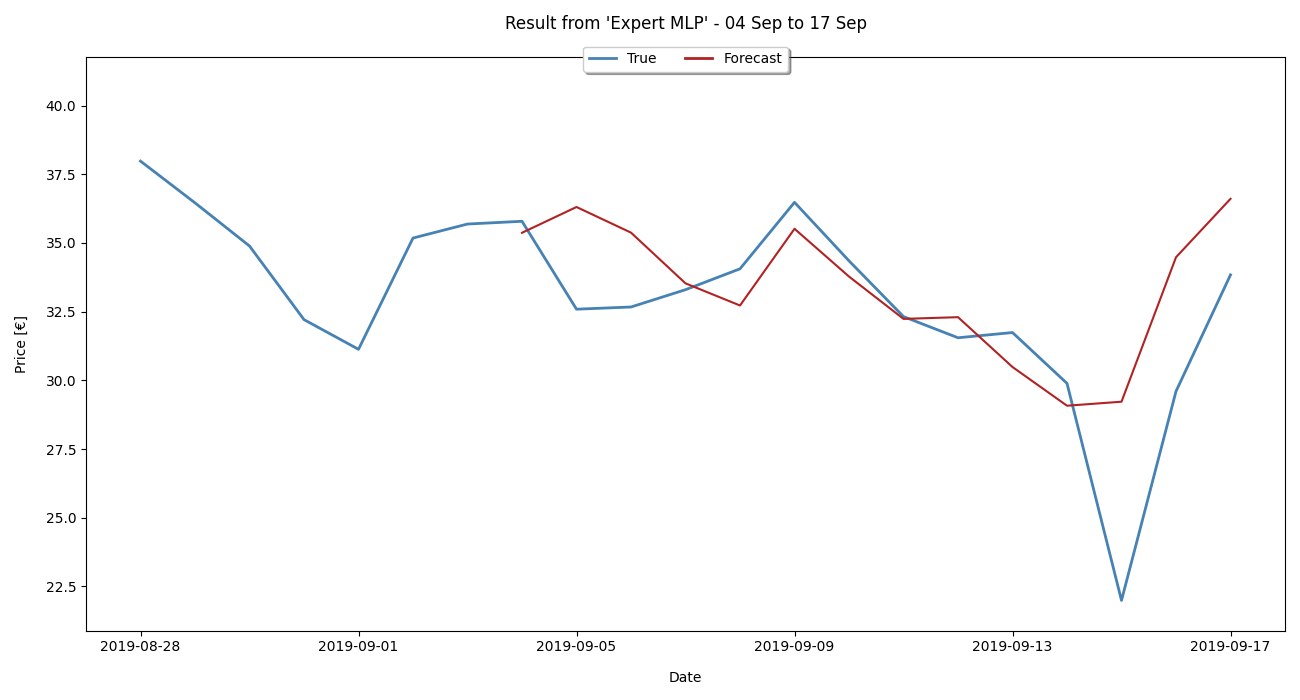 Result from 'Expert MLP' - 04 Sep to 17 Sep
True Forecast
40.0
37.5
35.0
32.5
30.0
27.5
25.0
22.5
Price [€]
2019-08-28 2019-09-01 2019-09-05 2019-09-09 2019-09-13 2019-09-17
Date